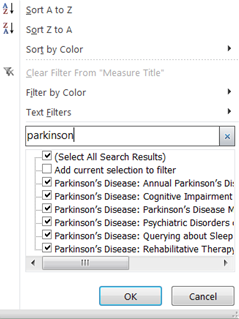 Sort A to Z
Sort Z to A
Sort by Color
Clear Filter From "Measure Title"
Filter by Color
Text Filters
parkinson
(Select All Search Results)
Add current selection to filter
Parkinson's Disease: Annual Parkinson's Dis
Parkinson's Disease: Cognitive Impairment
Parkinson's Disease: Parkinson's Disease M
Parkinson's Disease: Psychiatric Disorders
Parkinson's Disease: Querying about Sleep
Parkinson's Disease: Rehabilitative Therapy
OK
Cancel